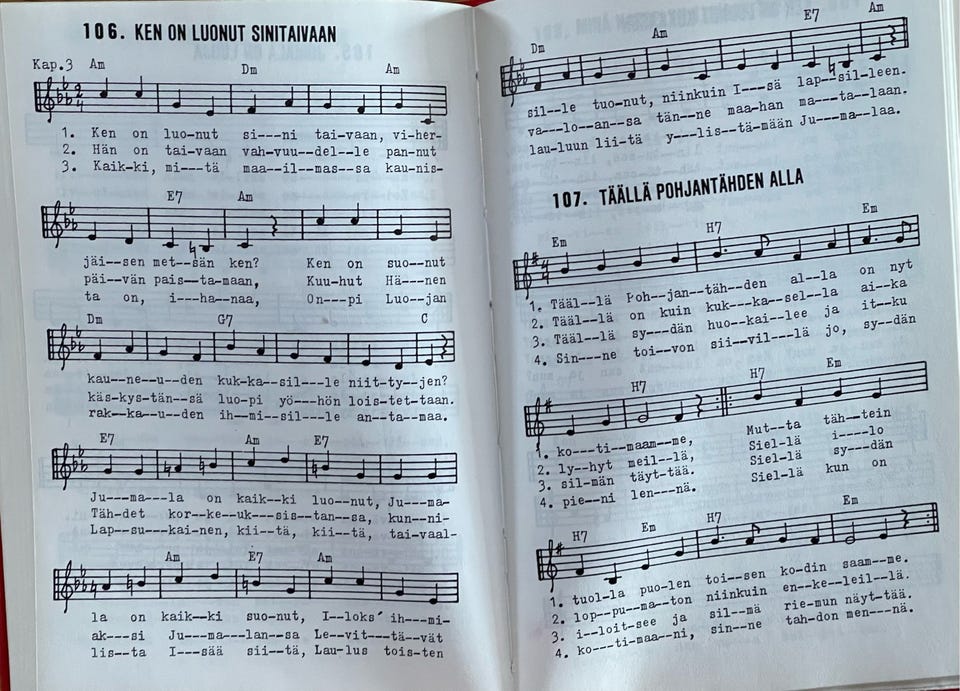 106. KEN ON LUONUT SINITAIVAAN
Kap.3 Am Dm Am
1. Ken on luo-nut si---ni tai-vaan, vi-her-
2. Hän on tai-vaan vah-vuu-del-le pan-nut
3. Kaik-ki, mi--tä maa--il-mas--sa kau-nis-
E7 Am
jäi--sen met--sän ken? Ken on suo--nut
päi--vän pais-ta-maan, Kuu-hut Hä---nen
ta on, i---ha-naa, On---pi Luo--jan
Dm G7 C
kau--ne--u--den kuk-ka--sil---le niit-ty--jen?
käs-kys-tän--sä luo-pi yö---hön lois-tet-taan.
rak-ka--u-den ih-mi--sil---le an--ta-maa.
E7 Am E7
Ju---ma---la on kaik--ki luo-nut, Ju---ma-
Täh-det kor--ke--uk---sis-tan--sa, kun--ni-
Lap--su--kai-nen, kii--tä, kii--tä, tai-vaal-
Am E7 Am
la on kaik--ki suo-nut, I--loks´ih---mi-
ak---si Ju---ma--lan--sa Le--vit--tä--vät
lis--ta I---sää sii--tä, Lau-lus tois-ten
Dm Am E7 Am
sil---le tuo-nut, niinkuin I---sä lap--sil-leen.
va---lo--an--sa tän--ne maa-han ma---ta--laan.
lau-luun lii-tä y---lis--tä-mään Ju---ma--laa.
107. TÄÄLLÄ POHJANTÄHDEN ALLA
Em H7 Em
1. Tääl--lä Poh--jan--täh--den al--la on nyt
2. Tääl--lä on kuin kuk---ka--sel--la ai--ka
3. Tääl--lä sy---dän huo--kai--lee ja it--ku
4. Sin---ne toi--von sii--vil---lä jo, sy--dän
H7 H7 Em
1. ko---ti--maam--me, Mut--ta täh--tein
2. ly--hyt meil--lä, Siel--lä i----lo
3. sil-män täyt-tää. Siel--lä sy---dän
4. pie--ni len---nä. Siel--lä kun on
H7 Em H7 Em
1. tuol-la puo-len toi--sen ko-din saam--me.
2. lop--pu--ma-ton niinkuin en--ke--leil--lä.
3. i--loit-see ja sil--mä rie-mun näyt-tää.
4. ko---ti-maa--ni, sin--ne tah-don men---nä.